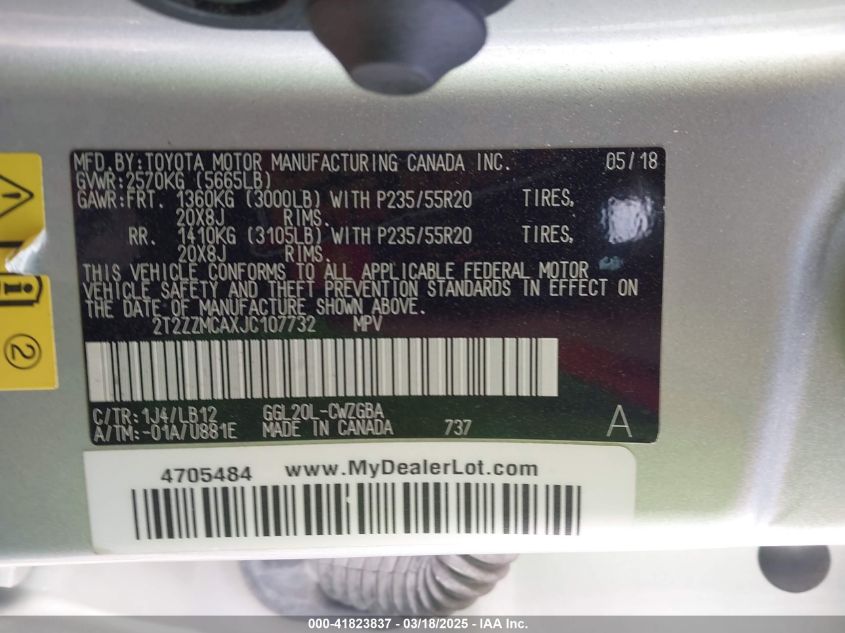 MFD. BY: TOYOTA MOTOR MANUFACTURING CANADA INC. 05/18
GVWR: 2570KG (5665LB)
GAWR: FRT. 1360KG (3000LB) WITH P235/55R20 TIRES,
20X8J RIMS.
RR. 1410KG (3105LB) WITH P235/55R20 TIRES,
20X8J RIMS.
THIS VEHICLE CONFORMS TO ALL APPLICABLE FEDERAL MOTOR
VEHICLE SAFETY AND THEFT PREVENTION STANDARDS IN EFFECT ON
THE DATE OF MANUFACTURE SHOWN ABOVE.
2T2ZZMCAXJC107732 MPV
C/TR: 1J4/LB12 GGL20L-CWZGBA
A/TM: -01A/U881E MADE IN CANADA 737 A
2
4705484 www.MyDealerLot.com
000-41823837 - 03/18/2025 - IAA Inc.